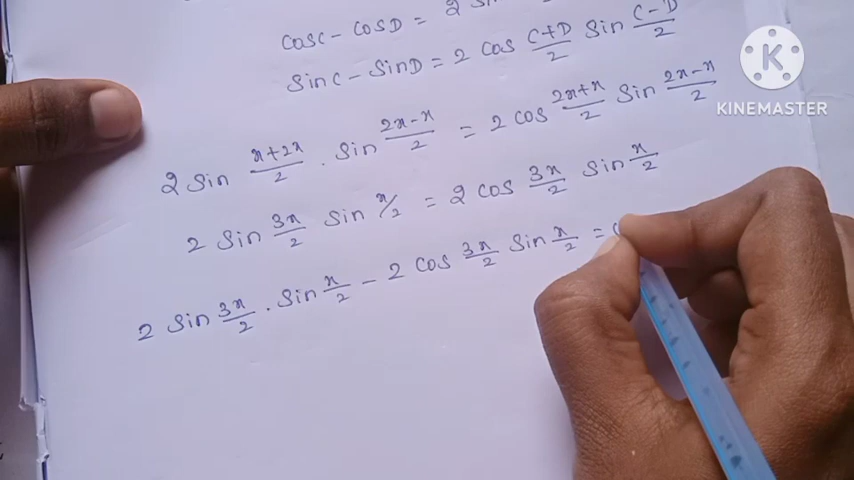 cosC - cosD = 2 sin
sinC - sinD = 2 cos C+D/2 sin C-D/2
2 sin x+2x/2 . sin 2x-x/2 = 2 cos 2x+x/2 sin 2x-x/2
2 sin 3x/2 sin x/2 = 2 cos 3x/2 sin x/2
2 sin 3x/2 . sin x/2 - 2 cos 3x/2 sin x/2 =
K
KINEMASTER